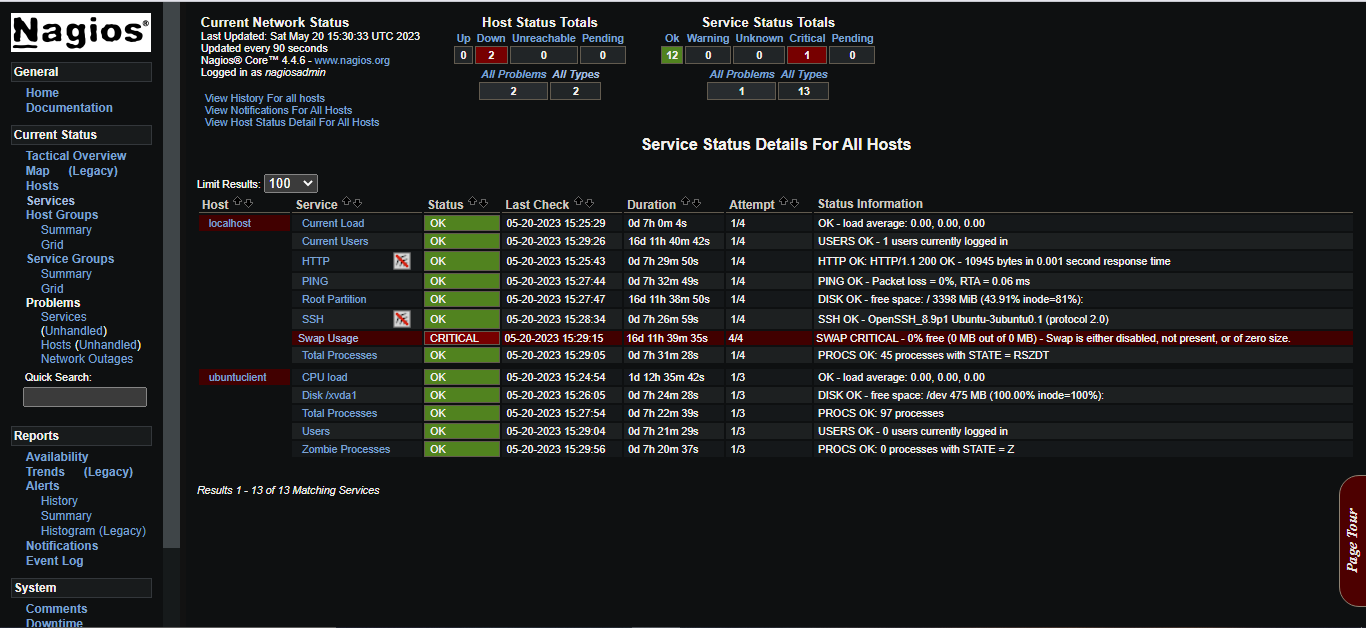 Nagios®
General
Home
Documentation
Current Status
Tactical Overview
Map (Legacy)
Hosts
Services
Host Groups
Summary
Grid
Service Groups
Summary
Grid
Problems
Services
(Unhandled)
Hosts (Unhandled)
Network Outages
Quick Search:
Reports
Availability
Trends (Legacy)
Alerts
History
Summary
Histogram (Legacy)
Notifications
Event Log
System
Comments
Downtime
Current Network Status
Last Updated: Sat May 20 15:30:33 UTC 2023
Updated every 90 seconds
Nagios® Core™ 4.4.6 - www.nagios.org
Logged in as nagiosadmin
View History For all hosts
View Notifications For All Hosts
View Host Status Detail For All Hosts
Host Status Totals
Up Down Unreachable Pending
0 2 0 0
All Problems All Types
2 2
Service Status Totals
Ok Warning Unknown Critical Pending
12 0 0 1 0
All Problems All Types
1 13
Service Status Details For All Hosts
Limit Results: 100
Host Service Status Last Check Duration Attempt Status Information
localhost Current Load OK 05-20-2023 15:25:29 0d 7h 0m 4s 1/4 OK - load average: 0.00, 0.00, 0.00
Current Users OK 05-20-2023 15:29:26 16d 11h 40m 42s 1/4 USERS OK - 1 users currently logged in
HTTP OK 05-20-2023 15:25:43 0d 7h 29m 50s 1/4 HTTP OK: HTTP/1.1 200 OK - 10945 bytes in 0.001 second response time
PING OK 05-20-2023 15:27:44 0d 7h 32m 49s 1/4 PING OK - Packet loss = 0%, RTA = 0.06 ms
Root Partition OK 05-20-2023 15:27:47 16d 11h 38m 50s 1/4 DISK OK - free space: / 3398 MiB (43.91% inode=81%):
SSH OK 05-20-2023 15:28:34 0d 7h 26m 59s 1/4 SSH OK - OpenSSH_8.9p1 Ubuntu-3ubuntu0.1 (protocol 2.0)
Swap Usage CRITICAL 05-20-2023 15:29:15 16d 11h 39m 35s 4/4 SWAP CRITICAL - 0% free (0 MB out of 0 MB) - Swap is either disabled, not present, or of zero size.
Total Processes OK 05-20-2023 15:29:05 0d 7h 31m 28s 1/4 PROCS OK: 45 processes with STATE = RSZDT
ubuntuclient CPU load OK 05-20-2023 15:24:54 1d 12h 35m 42s 1/3 OK - load average: 0.00, 0.00, 0.00
Disk /xvda1 OK 05-20-2023 15:26:05 0d 7h 24m 28s 1/3 DISK OK - free space: /dev 475 MB (100.00% inode=100%):
Total Processes OK 05-20-2023 15:27:54 0d 7h 22m 39s 1/3 PROCS OK: 97 processes
Users OK 05-20-2023 15:29:04 0d 7h 21m 29s 1/3 USERS OK - 0 users currently logged in
Zombie Processes OK 05-20-2023 15:29:56 0d 7h 20m 37s 1/3 PROCS OK: 0 processes with STATE = Z
Results 1 - 13 of 13 Matching Services
Page Tour